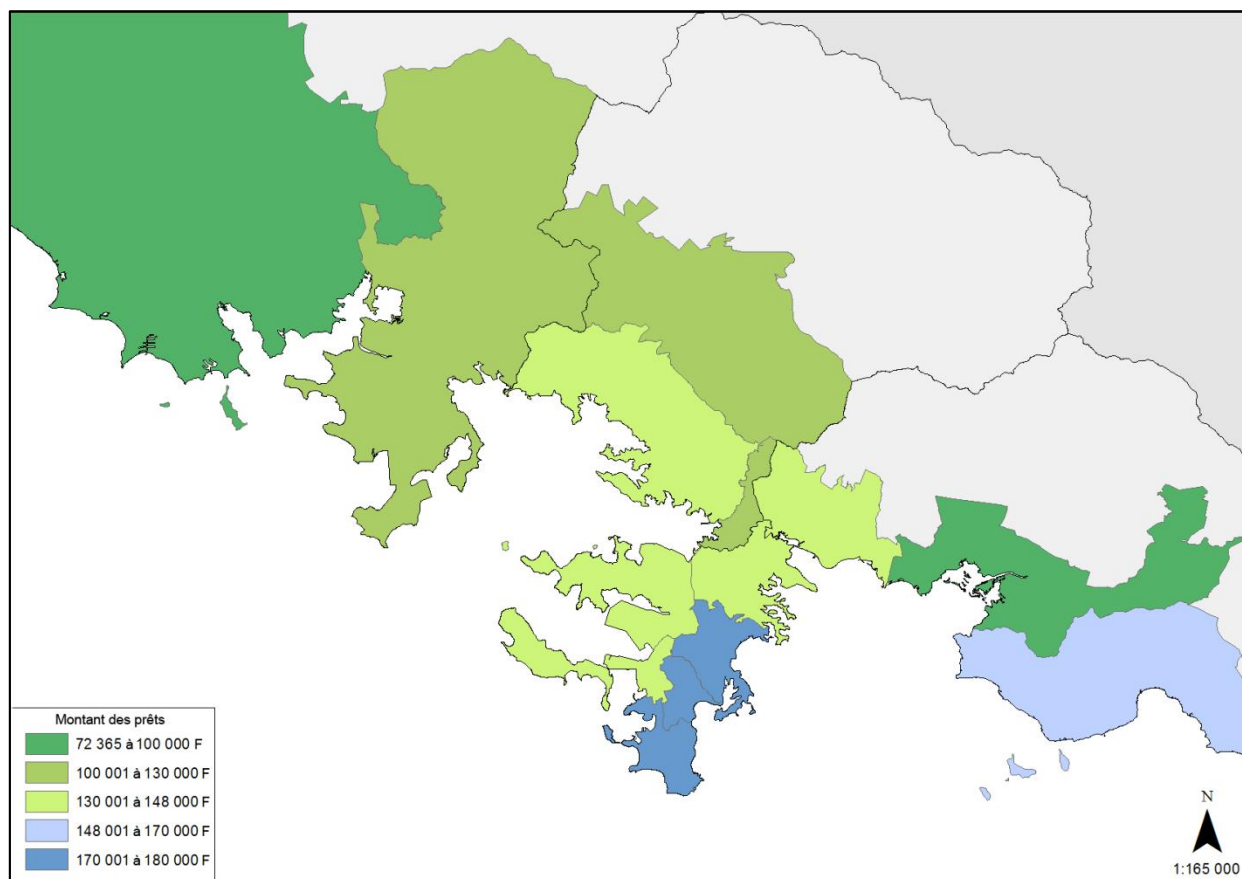 Montant des prêts
72 365 à 100 000 F
100 001 à 130 000 F
130 001 à 148 000 F
148 001 à 170 000 F
170 001 à 180 000 F
N
1:165 000